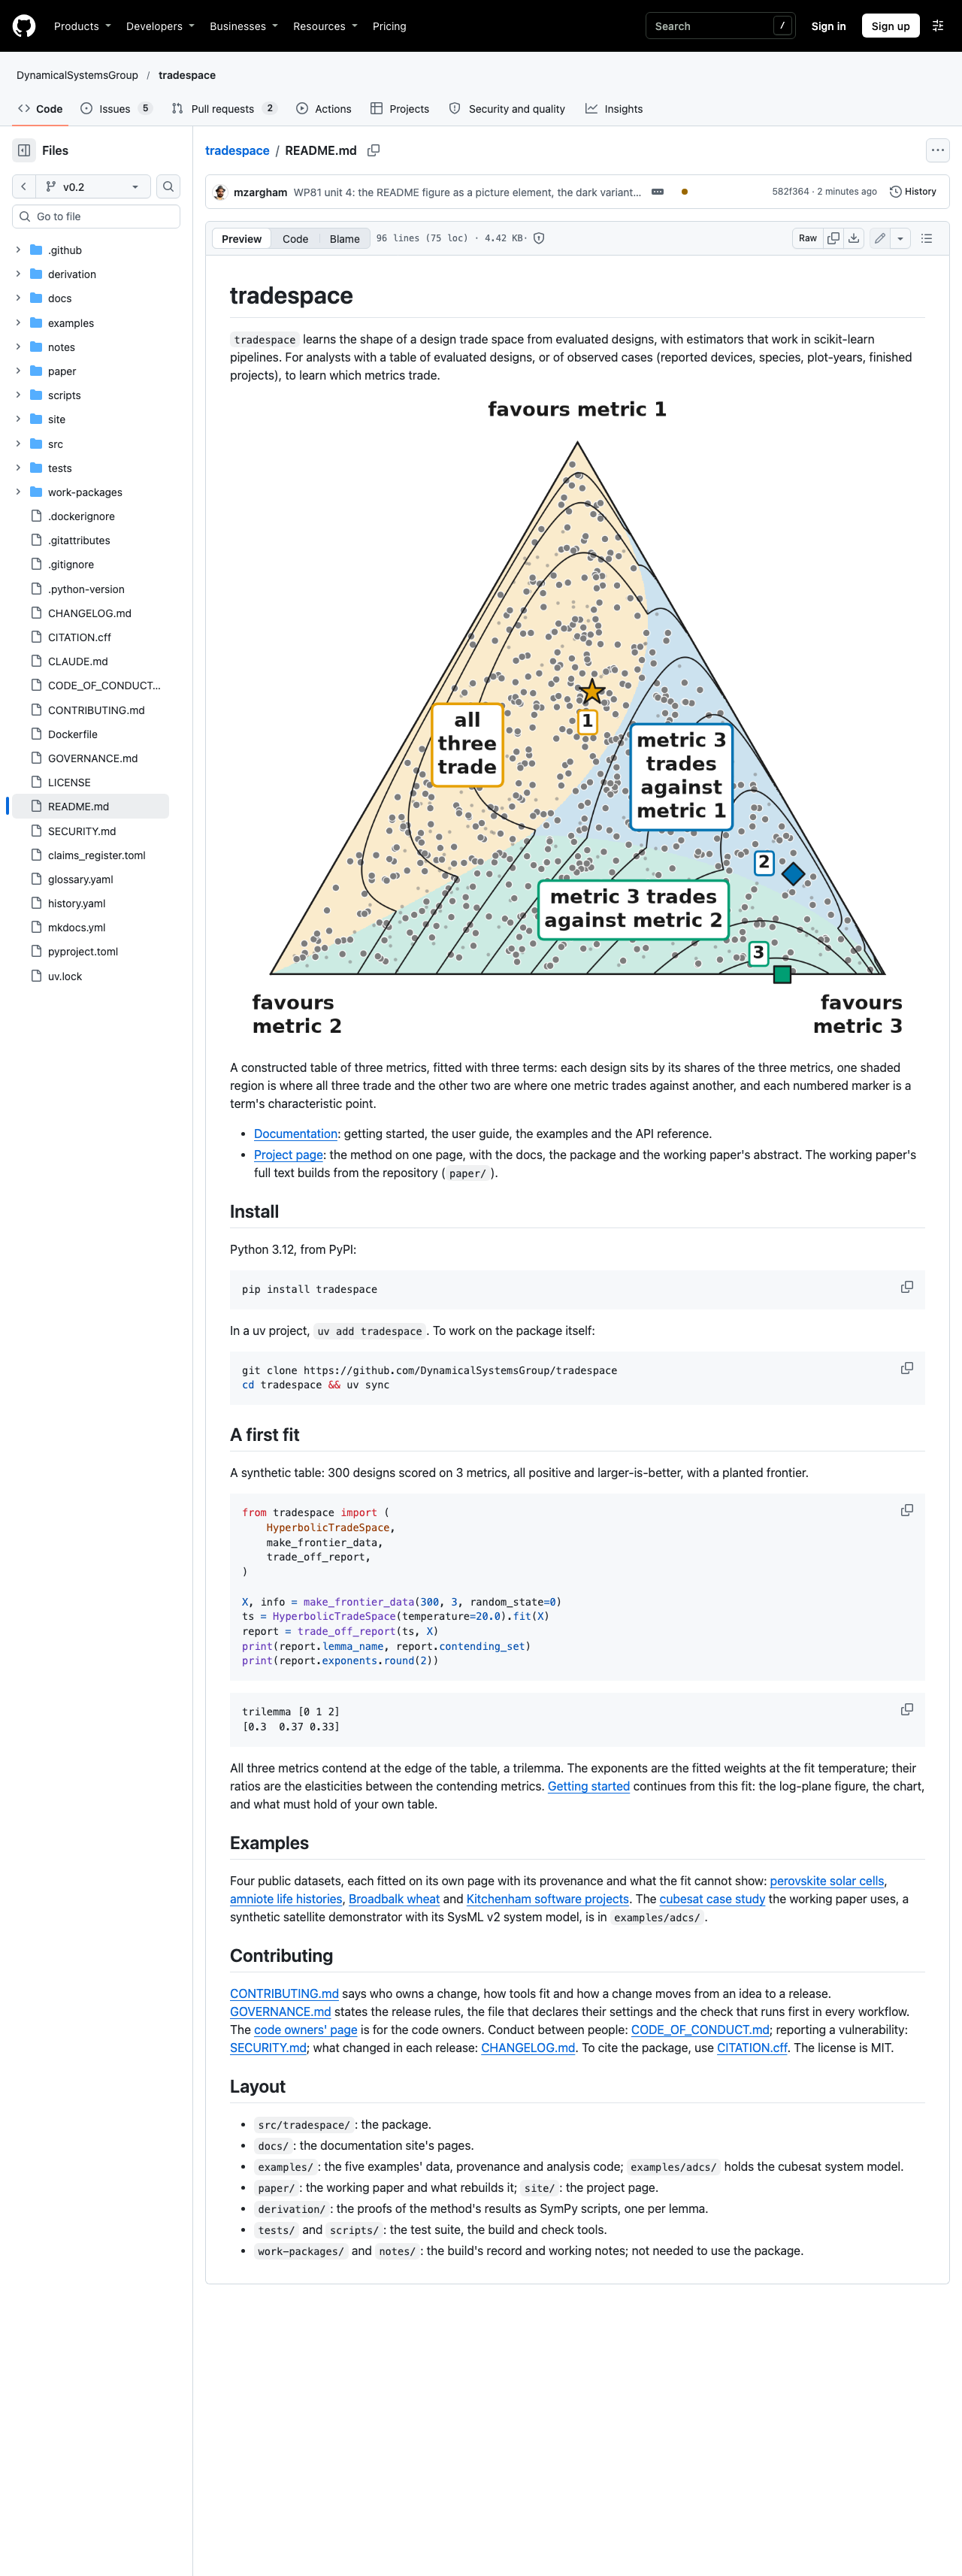 Products
Developers
Businesses
Resources
Pricing
Search
/
Sign in
Sign up
DynamicalSystemsGroup / tradespace
Code
Issues 5
Pull requests 2
Actions
Projects
Security and quality
Insights
Files
v0.2
Go to file
.github
derivation
docs
examples
notes
paper
scripts
site
src
tests
work-packages
.dockerignore
.gitattributes
.gitignore
.python-version
CHANGELOG.md
CITATION.cff
CLAUDE.md
CODE_OF_CONDUCT...
CONTRIBUTING.md
Dockerfile
GOVERNANCE.md
LICENSE
README.md
SECURITY.md
claims_register.toml
glossary.yaml
history.yaml
mkdocs.yml
pyproject.toml
uv.lock
tradespace / README.md
mzargham WP81 unit 4: the README figure as a picture element, the dark variant...
582f364 · 2 minutes ago
History
Preview
Code
Blame
96 lines (75 loc) · 4.42 KB·
Raw
tradespace
tradespace learns the shape of a design trade space from evaluated designs, with estimators that work in scikit-learn
pipelines. For analysts with a table of evaluated designs, or of observed cases (reported devices, species, plot-years, finished
projects), to learn which metrics trade.
favours metric 1
all
three
trade
1
metric 3
trades
against
metric 1
2
metric 3 trades
against metric 2
3
favours
metric 2
favours
metric 3
A constructed table of three metrics, fitted with three terms: each design sits by its shares of the three metrics, one shaded
region is where all three trade and the other two are where one metric trades against another, and each numbered marker is a
term's characteristic point.
• Documentation: getting started, the user guide, the examples and the API reference.
• Project page: the method on one page, with the docs, the package and the working paper's abstract. The working paper's
full text builds from the repository ( paper/ ).
Install
Python 3.12, from PyPI:
pip install tradespace
In a uv project, uv add tradespace . To work on the package itself:
git clone https://github.com/DynamicalSystemsGroup/tradespace
cd tradespace && uv sync
A first fit
A synthetic table: 300 designs scored on 3 metrics, all positive and larger-is-better, with a planted frontier.
from tradespace import (
    HyperbolicTradeSpace,
    make_frontier_data,
    trade_off_report,
)
X, info = make_frontier_data(300, 3, random_state=0)
ts = HyperbolicTradeSpace(temperature=20.0).fit(X)
report = trade_off_report(ts, X)
print(report.lemma_name, report.contending_set)
print(report.exponents.round(2))
trilemma [0 1 2]
[0.3  0.37 0.33]
All three metrics contend at the edge of the table, a trilemma. The exponents are the fitted weights at the fit temperature; their
ratios are the elasticities between the contending metrics. Getting started continues from this fit: the log-plane figure, the chart,
and what must hold of your own table.
Examples
Four public datasets, each fitted on its own page with its provenance and what the fit cannot show: perovskite solar cells,
amniote life histories, Broadbalk wheat and Kitchenham software projects. The cubesat case study the working paper uses, a
synthetic satellite demonstrator with its SysML v2 system model, is in examples/adcs/ .
Contributing
CONTRIBUTING.md says who owns a change, how tools fit and how a change moves from an idea to a release.
GOVERNANCE.md states the release rules, the file that declares their settings and the check that runs first in every workflow.
The code owners' page is for the code owners. Conduct between people: CODE_OF_CONDUCT.md; reporting a vulnerability:
SECURITY.md; what changed in each release: CHANGELOG.md. To cite the package, use CITATION.cff. The license is MIT.
Layout
• src/tradespace/ : the package.
• docs/ : the documentation site's pages.
• examples/ : the five examples' data, provenance and analysis code; examples/adcs/ holds the cubesat system model.
• paper/ : the working paper and what rebuilds it; site/ : the project page.
• derivation/ : the proofs of the method's results as SymPy scripts, one per lemma.
• tests/ and scripts/ : the test suite, the build and check tools.
• work-packages/ and notes/ : the build's record and working notes; not needed to use the package.